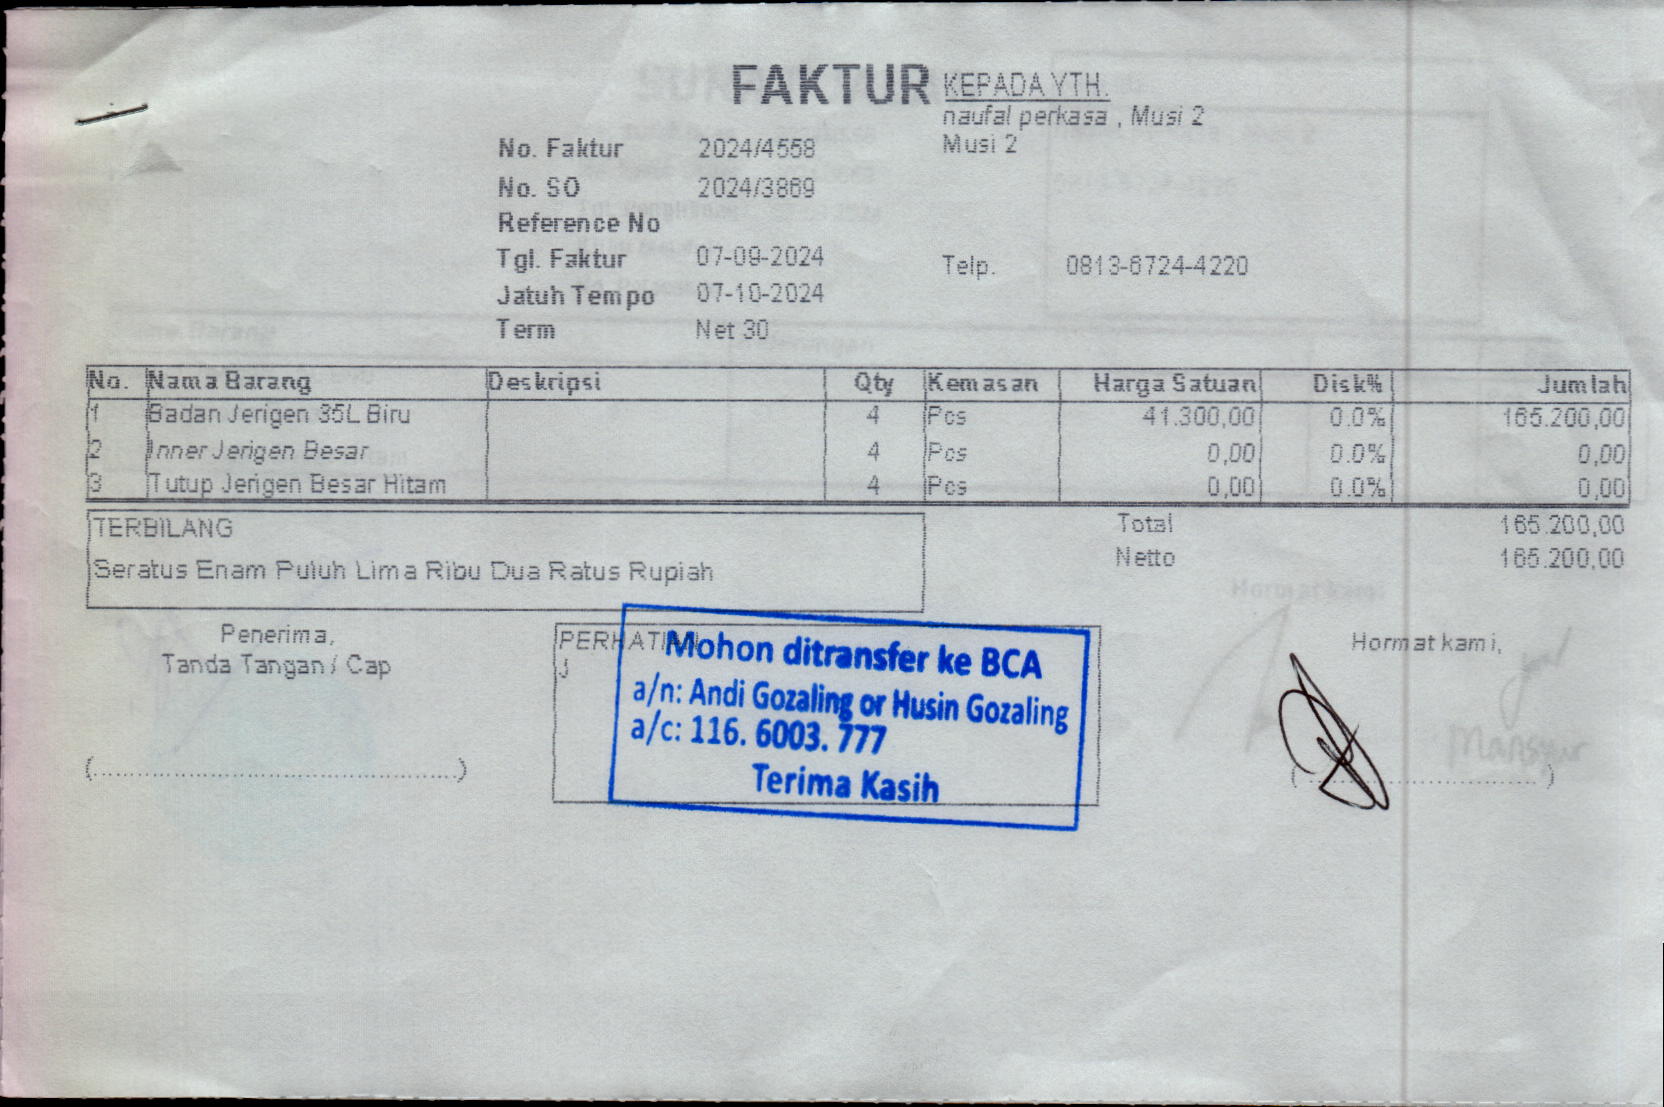 FAKTUR
KEPADA YTH.
naufal perkasa , Musi 2
Musi 2
No. Faktur 2024/4558
No. SO 2024/3869
Reference No
Tgl. Faktur 07-09-2024
Jatuh Tempo 07-10-2024
Term Net 30
Telp. 0813-6724-4220
No. Nama Barang Deskripsi Qty Kemasan Harga Satuan Disk% Jumlah
1 Badan Jerigen 35L Biru 4 Pcs 41.300,00 0.0% 165.200,00
2 Inner Jerigen Besar 4 Pcs 0,00 0.0% 0,00
3 Tutup Jerigen Besar Hitam 4 Pcs 0,00 0.0% 0,00
TERBILANG
Seratus Enam Puluh Lima Ribu Dua Ratus Rupiah
Total 165.200,00
Netto 165.200,00
Penerima,
Tanda Tangan / Cap
(................................................)
PERHATI
J
Mohon ditransfer ke BCA
a/n: Andi Gozaling or Husin Gozaling
a/c: 116. 6003. 777
Terima Kasih
Hormat kami,
Mansyur